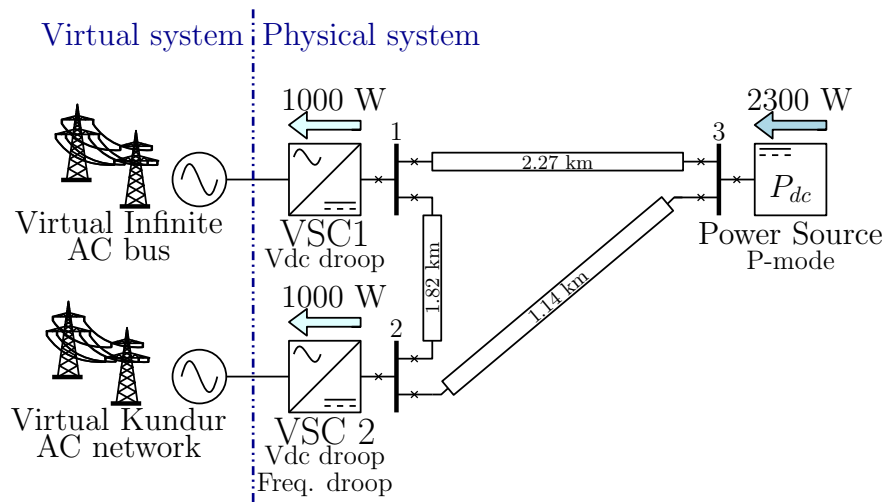 Virtual system Physical system
1000 W
2300 W
1
3
2.27 km
P_dc
Virtual Infinite
AC bus
VSC1
Vdc droop
Power Source
P-mode
1.82 km
1.14 km
1000 W
2
Virtual Kundur
AC network
VSC 2
Vdc droop
Freq. droop